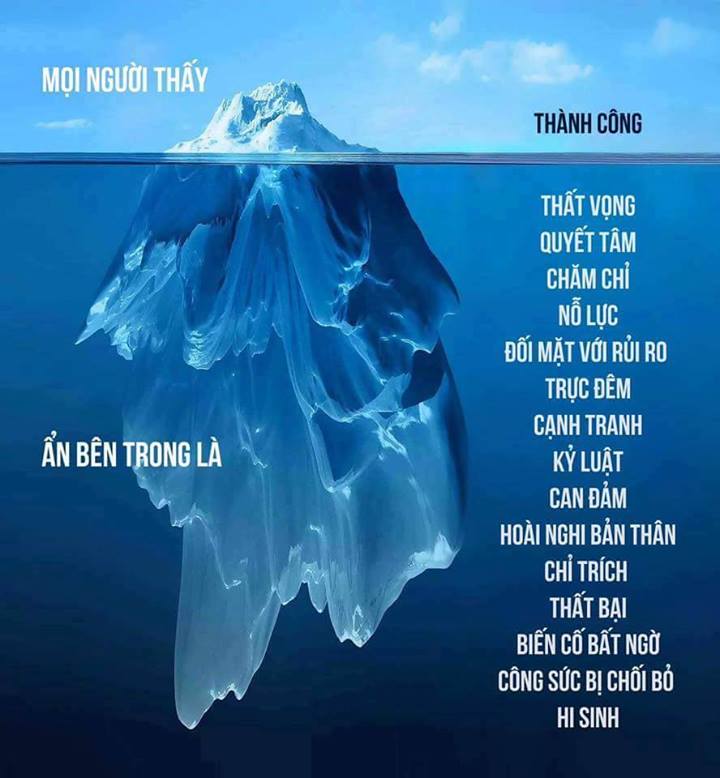 MỌI NGƯỜI THẤY
THÀNH CÔNG
THẤT VỌNG
QUYẾT TÂM
CHĂM CHỈ
NỖ LỰC
ĐỐI MẶT VỚI RỦI RO
TRỰC ĐÊM
CẠNH TRANH
ẨN BÊN TRONG LÀ
KỶ LUẬT
CAN ĐẢM
HOÀI NGHI BẢN THÂN
CHỈ TRÍCH
THẤT BẠI
BIẾN CỐ BẤT NGỜ
CÔNG SỨC BỊ CHỐI BỎ
HI SINH